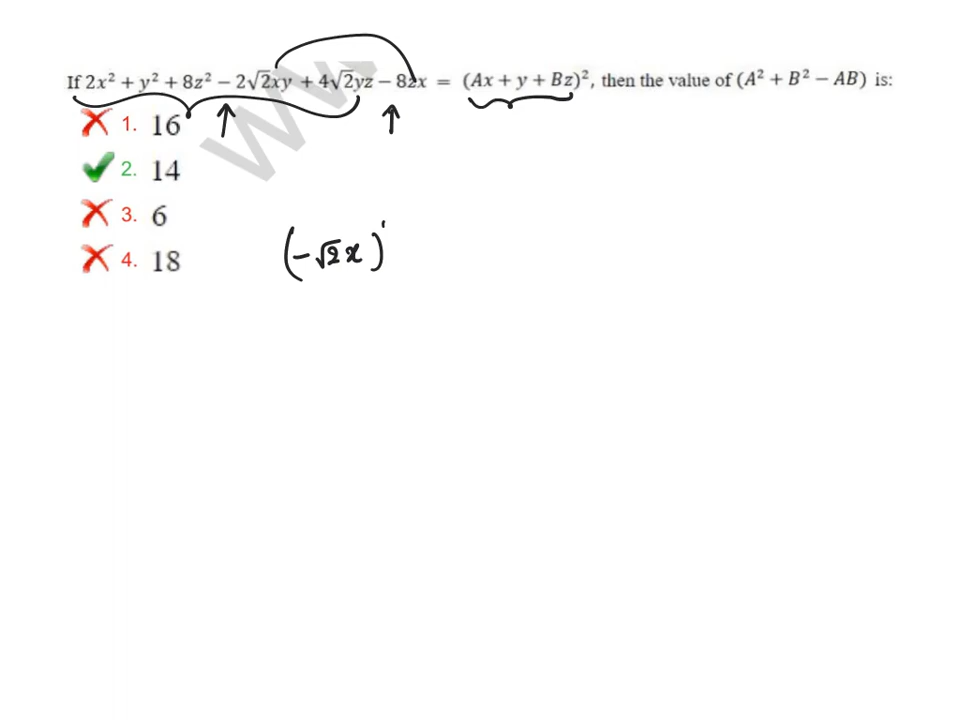 If 2x² + y² + 8z² − 2√2xy + 4√2yz − 8zx = (Ax + y + Bz)², then the value of (A² + B² − AB) is:
1. 16
2. 14
3. 6
4. 18
(−√2x)